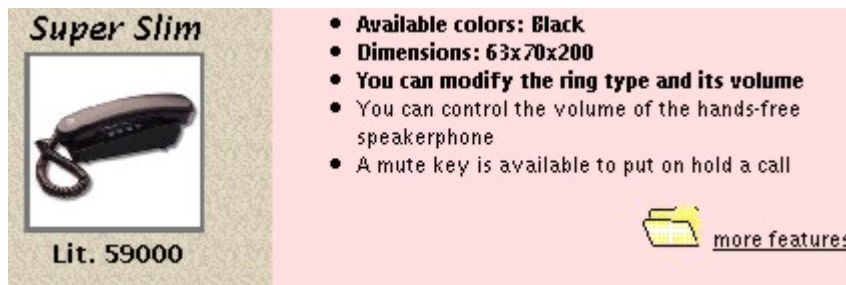 Super Slim
Lit. 59000
Available colors: Black
Dimensions: 63x70x200
You can modify the ring type and its volume
You can control the volume of the hands-free
speakerphone
A mute key is available to put on hold a call
more features